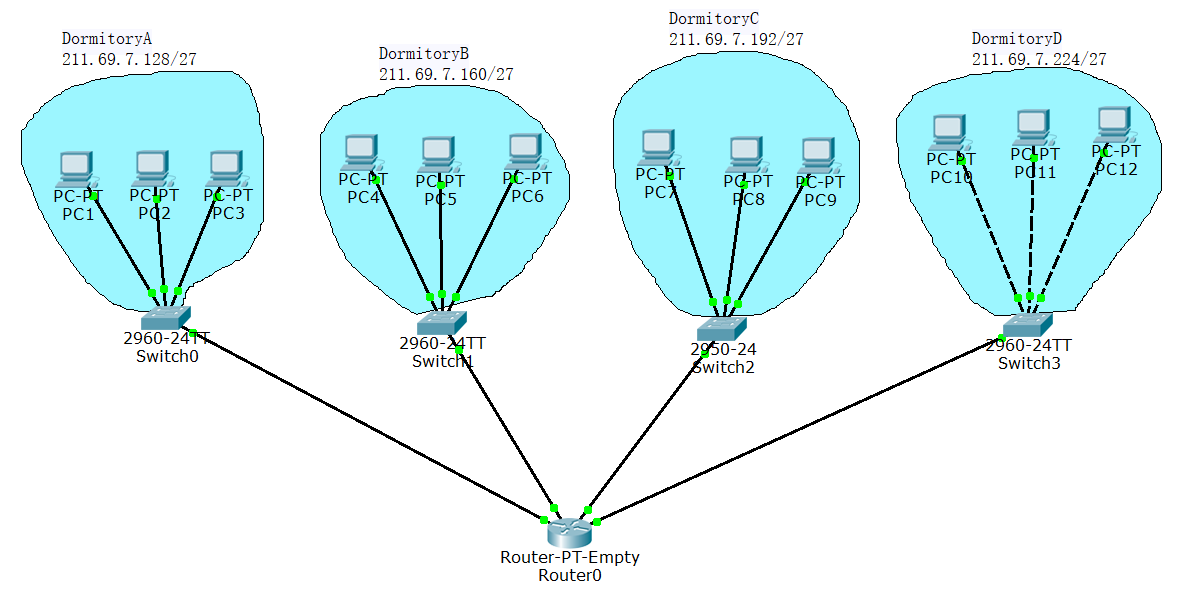 DormitoryA
211.69.7.128/27
DormitoryB
211.69.7.160/27
DormitoryC
211.69.7.192/27
DormitoryD
211.69.7.224/27
PC-PT
PC1
PC-PT
PC2
PC-PT
PC3
PC-PT
PC4
PC-PT
PC5
PC-PT
PC6
PC-PT
PC7
PC-PT
PC8
PC-PT
PC9
PC-PT
PC10
PC-PT
PC11
PC-PT
PC12
2960-24TT
Switch0
2960-24TT
Switch1
2950-24
Switch2
2960-24TT
Switch3
Router-PT-Empty
Router0